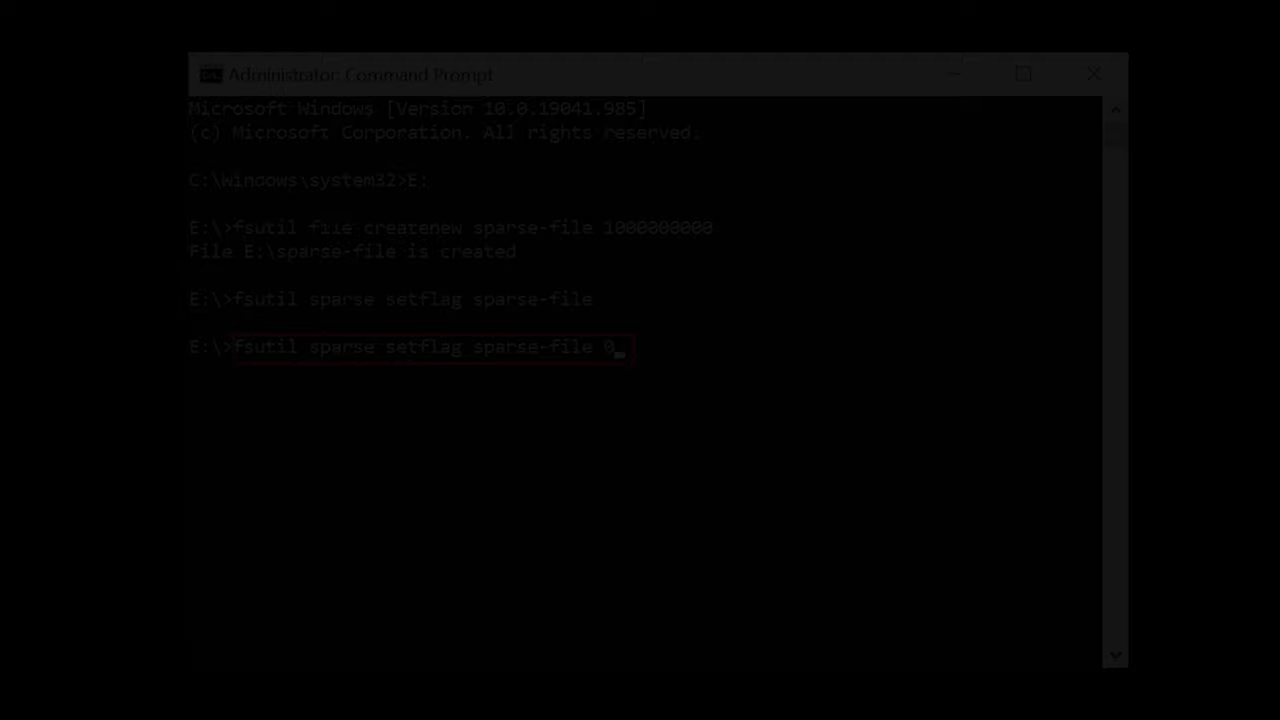 Administrator: Command Prompt
Microsoft Windows [Version 10.0.19041.985]
(c) Microsoft Corporation. All rights reserved.
C:\Windows\system32>E:
E:\>fsutil file createnew sparse-file 1000000000
File E:\sparse-file is created
E:\>fsutil sparse setflag sparse-file
E:\>fsutil sparse setflag sparse-file 0